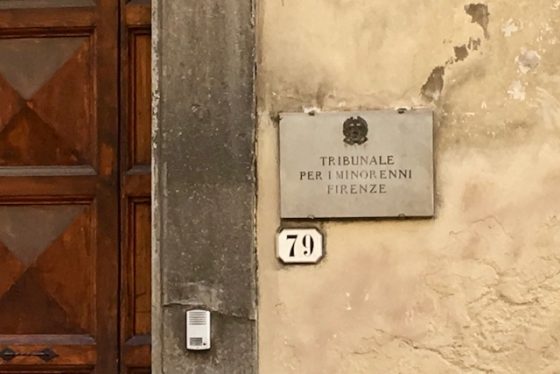 TRIBUNALE
PER I MINORENNI
FIRENZE
79